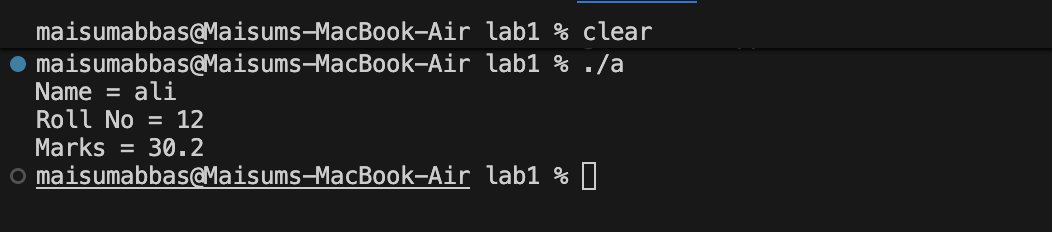 maisumabbas@Maisums-MacBook-Air lab1 % clear
maisumabbas@Maisums-MacBook-Air lab1 % ./a
Name = ali
Roll No = 12
Marks = 30.2
maisumabbas@Maisums-MacBook-Air lab1 %